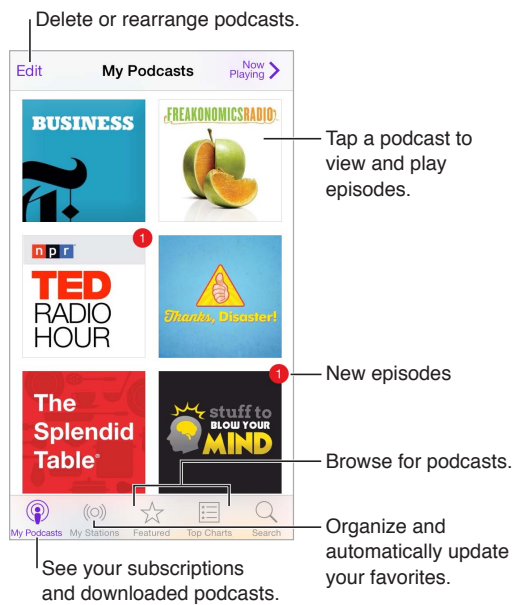 Delete or rearrange podcasts.
Edit
My Podcasts
Now
Playing
BUSINESS
FREAKONOMICSRADIO
Tap a podcast to
view and play
episodes.
npr
1
TED
RADIO
HOUR
Thanks, Disaster!
1
New episodes
The
Splendid
Table®
stuff to
BLOW YOUR
MIND
Browse for podcasts.
My Podcasts
My Stations
Featured
Top Charts
Search
Organize and
automatically update
your favorites.
See your subscriptions
and downloaded podcasts.